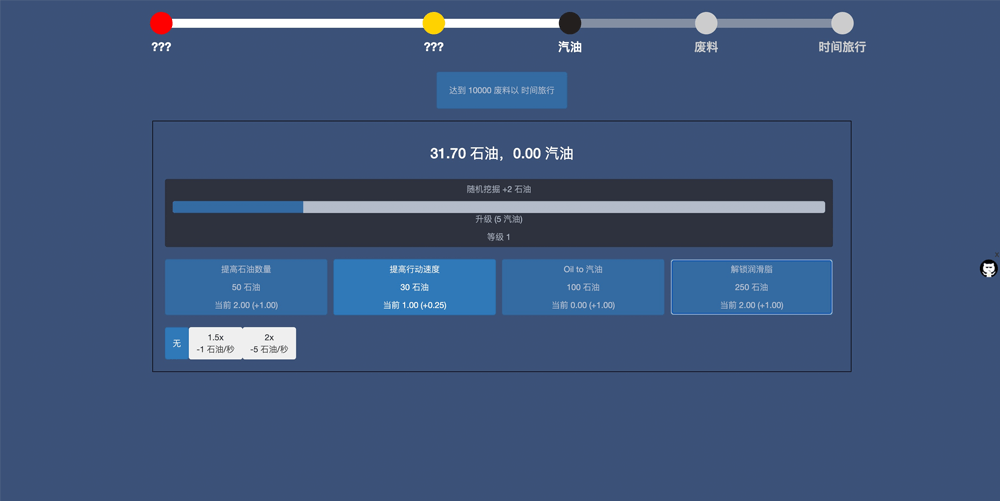 ???
???
汽油
废料
时间旅行
达到 10000 废料以 时间旅行
31.70 石油，0.00 汽油
随机挖掘 +2 石油
升级 (5 汽油)
等级 1
提高石油数量
50 石油
当前 2.00 (+1.00)
提高行动速度
30 石油
当前 1.00 (+0.25)
Oil to 汽油
100 石油
当前 0.00 (+1.00)
解锁润滑脂
250 石油
当前 2.00 (+1.00)
无
1.5x
-1 石油/秒
2x
-5 石油/秒